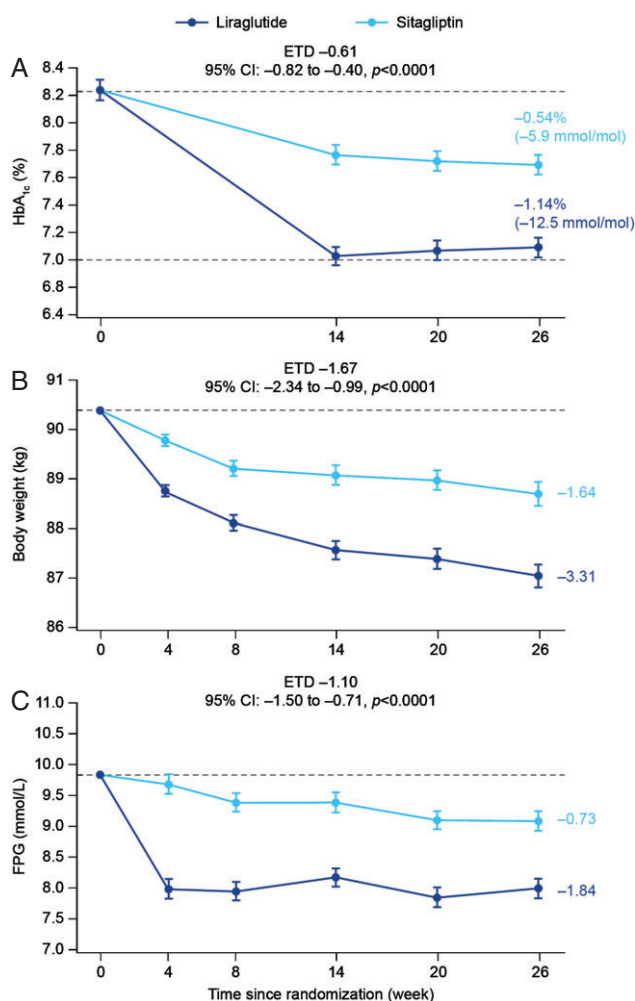 Liraglutide Sitagliptin
A
ETD –0.61
95% CI: –0.82 to –0.40, p<0.0001
HbA1c (%)
8.4
8.2
7.8
7.6
7.2
7.0
6.8
6.4
–0.54%
(–5.9 mmol/mol)
–1.14%
(–12.5 mmol/mol)
0 14 20 26
B
ETD –1.67
95% CI: –2.34 to –0.99, p<0.0001
Body weight (kg)
91
90
89
88
87
86
–1.64
–3.31
0 4 8 14 20 26
C
ETD –1.10
95% CI: –1.50 to –0.71, p<0.0001
FPG (mmol/L)
11.0
10.5
10.0
9.5
9.0
8.5
8.0
7.5
7.0
–0.73
–1.84
0 4 8 14 20 26
Time since randomization (week)